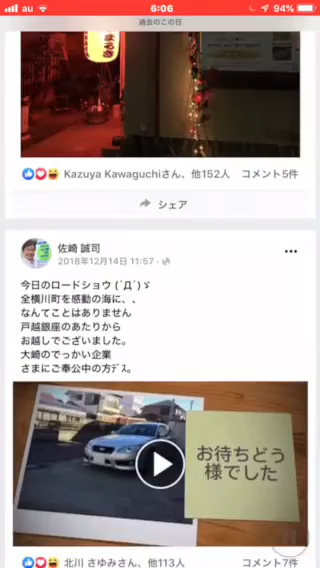 au
6:06
94%
過去のこの日
はるき
Kazuya Kawaguchiさん、他152人
コメント5件
シェア
佐崎 誠司
2018年12月14日 11:57
今日のロードショウ (`Д´)ゞ
全横川町を感動の海に、、
なんてことはありません
戸越銀座のあたりから
お越しでございました。
大崎のでっかい企業
さまにご奉公中の方ﾃﾞｽ。
お待ちどう
様でした
北川 さゆみさん、他113人
コメント7件